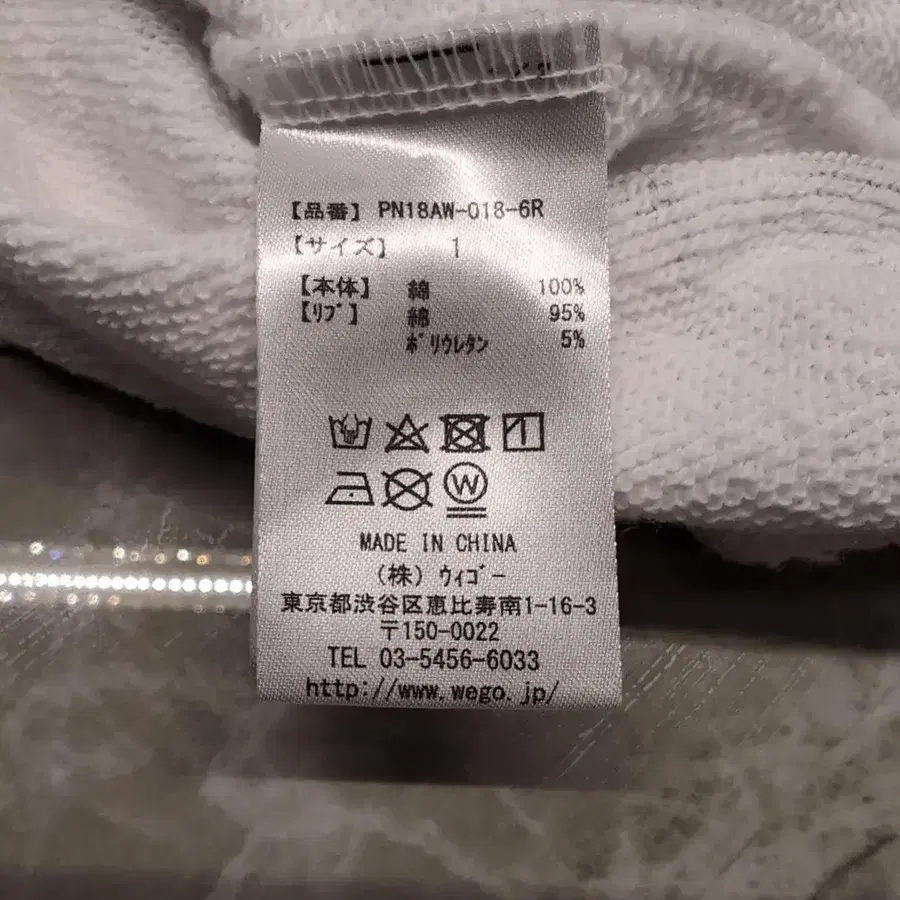 【品番】 PN18AW-018-6R
【サイズ】 1
【本体】 綿 100%
【リブ】 綿 95%
ポリウレタン 5%
W
MADE IN CHINA
(株) ウィゴー
東京都渋谷区恵比寿南1-16-3
〒150-0022
TEL 03-5456-6033
http://www.wego.jp/